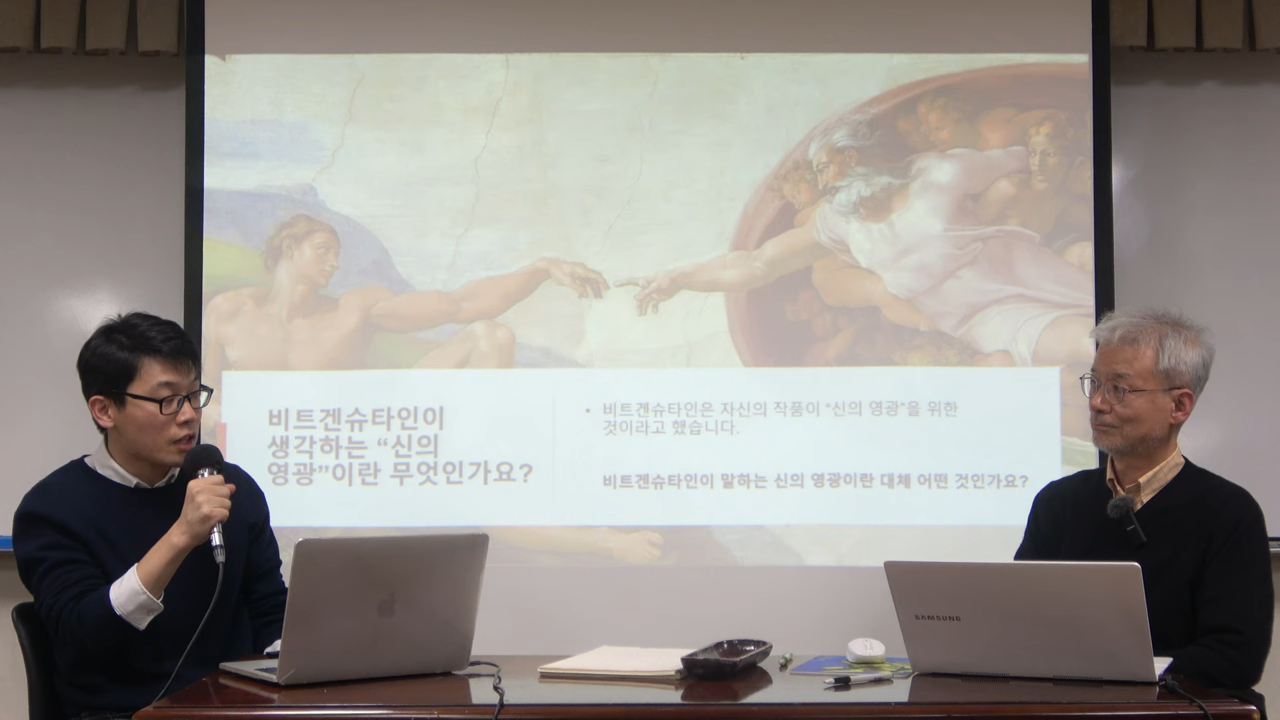 비트겐슈타인이
생각하는 “신의
영광”이란 무엇인가요?
• 비트겐슈타인은 자신의 작품이 “신의 영광”을 위한
것이라고 했습니다.
비트겐슈타인이 말하는 신의 영광이란 대체 어떤 것인가요?
SAMSUNG